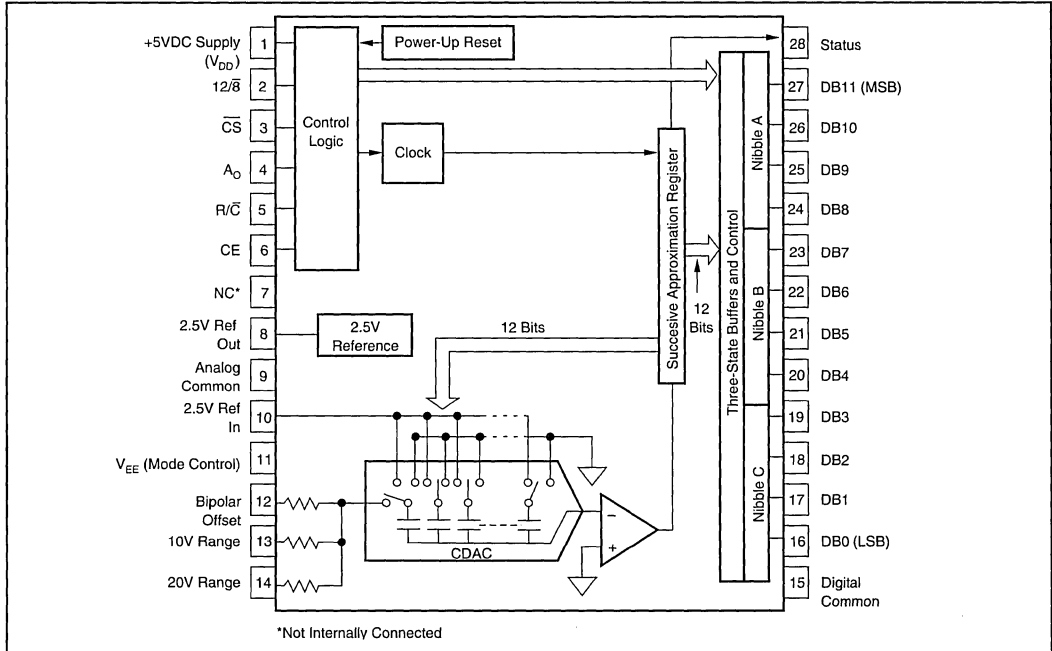 +5VDC Supply
(VDD)
1
12/8̅
2
C̅S̅
3
AO
4
R/C̅
5
CE
6
NC*
7
2.5V Ref
Out
8
Analog
Common
9
2.5V Ref
In
10
VEE (Mode Control)
11
Bipolar
Offset
12
10V Range
13
20V Range
14
Control
Logic
Power-Up Reset
Clock
2.5V
Reference
12 Bits
CDAC
−
+
Succesive Approximation Register
12
Bits
Three-State Buffers and Control
Nibble A
Nibble B
Nibble C
28
Status
27
DB11 (MSB)
26
DB10
25
DB9
24
DB8
23
DB7
22
DB6
21
DB5
20
DB4
19
DB3
18
DB2
17
DB1
16
DB0 (LSB)
15
Digital
Common
*Not Internally Connected